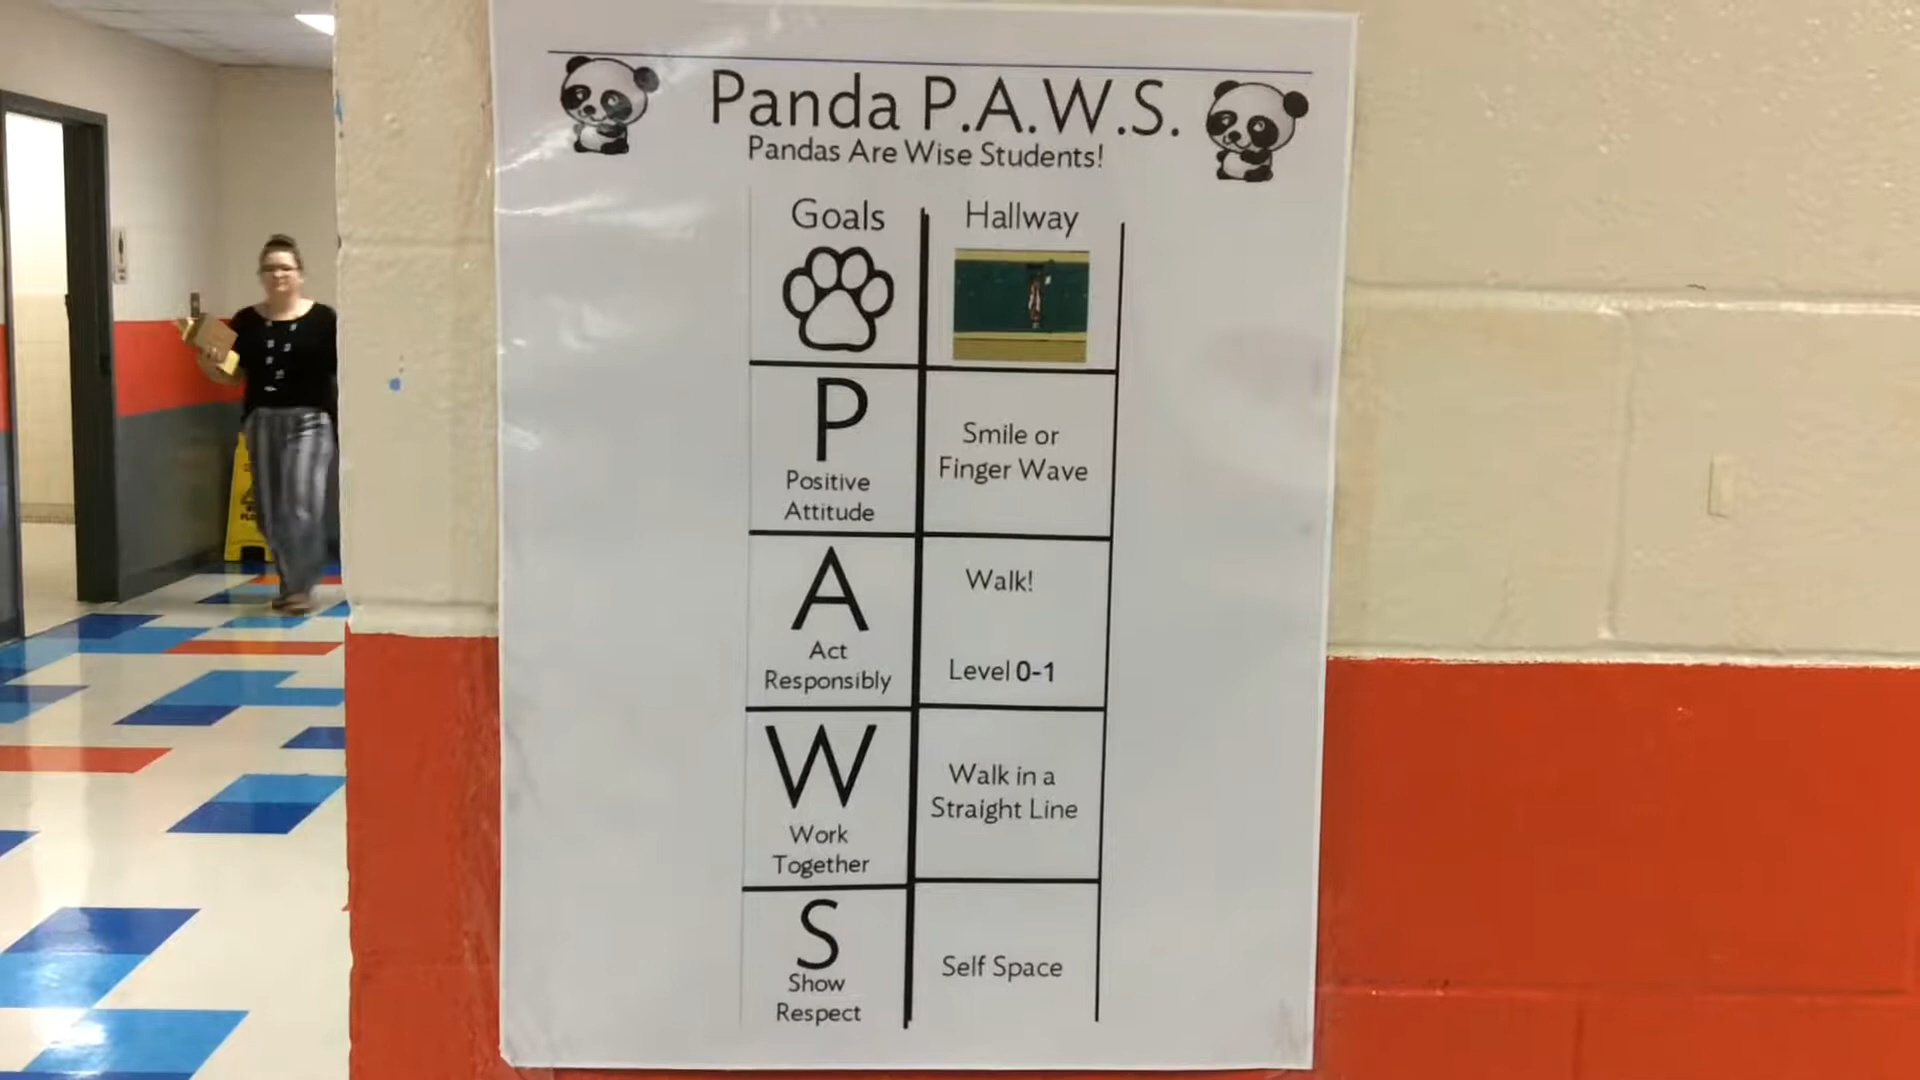 Panda P.A.W.S.
Pandas Are Wise Students!
Goals
Hallway
P
Positive
Attitude
Smile or
Finger Wave
A
Act
Responsibly
Walk!
Level 0-1
W
Work
Together
Walk in a
Straight Line
S
Show
Respect
Self Space